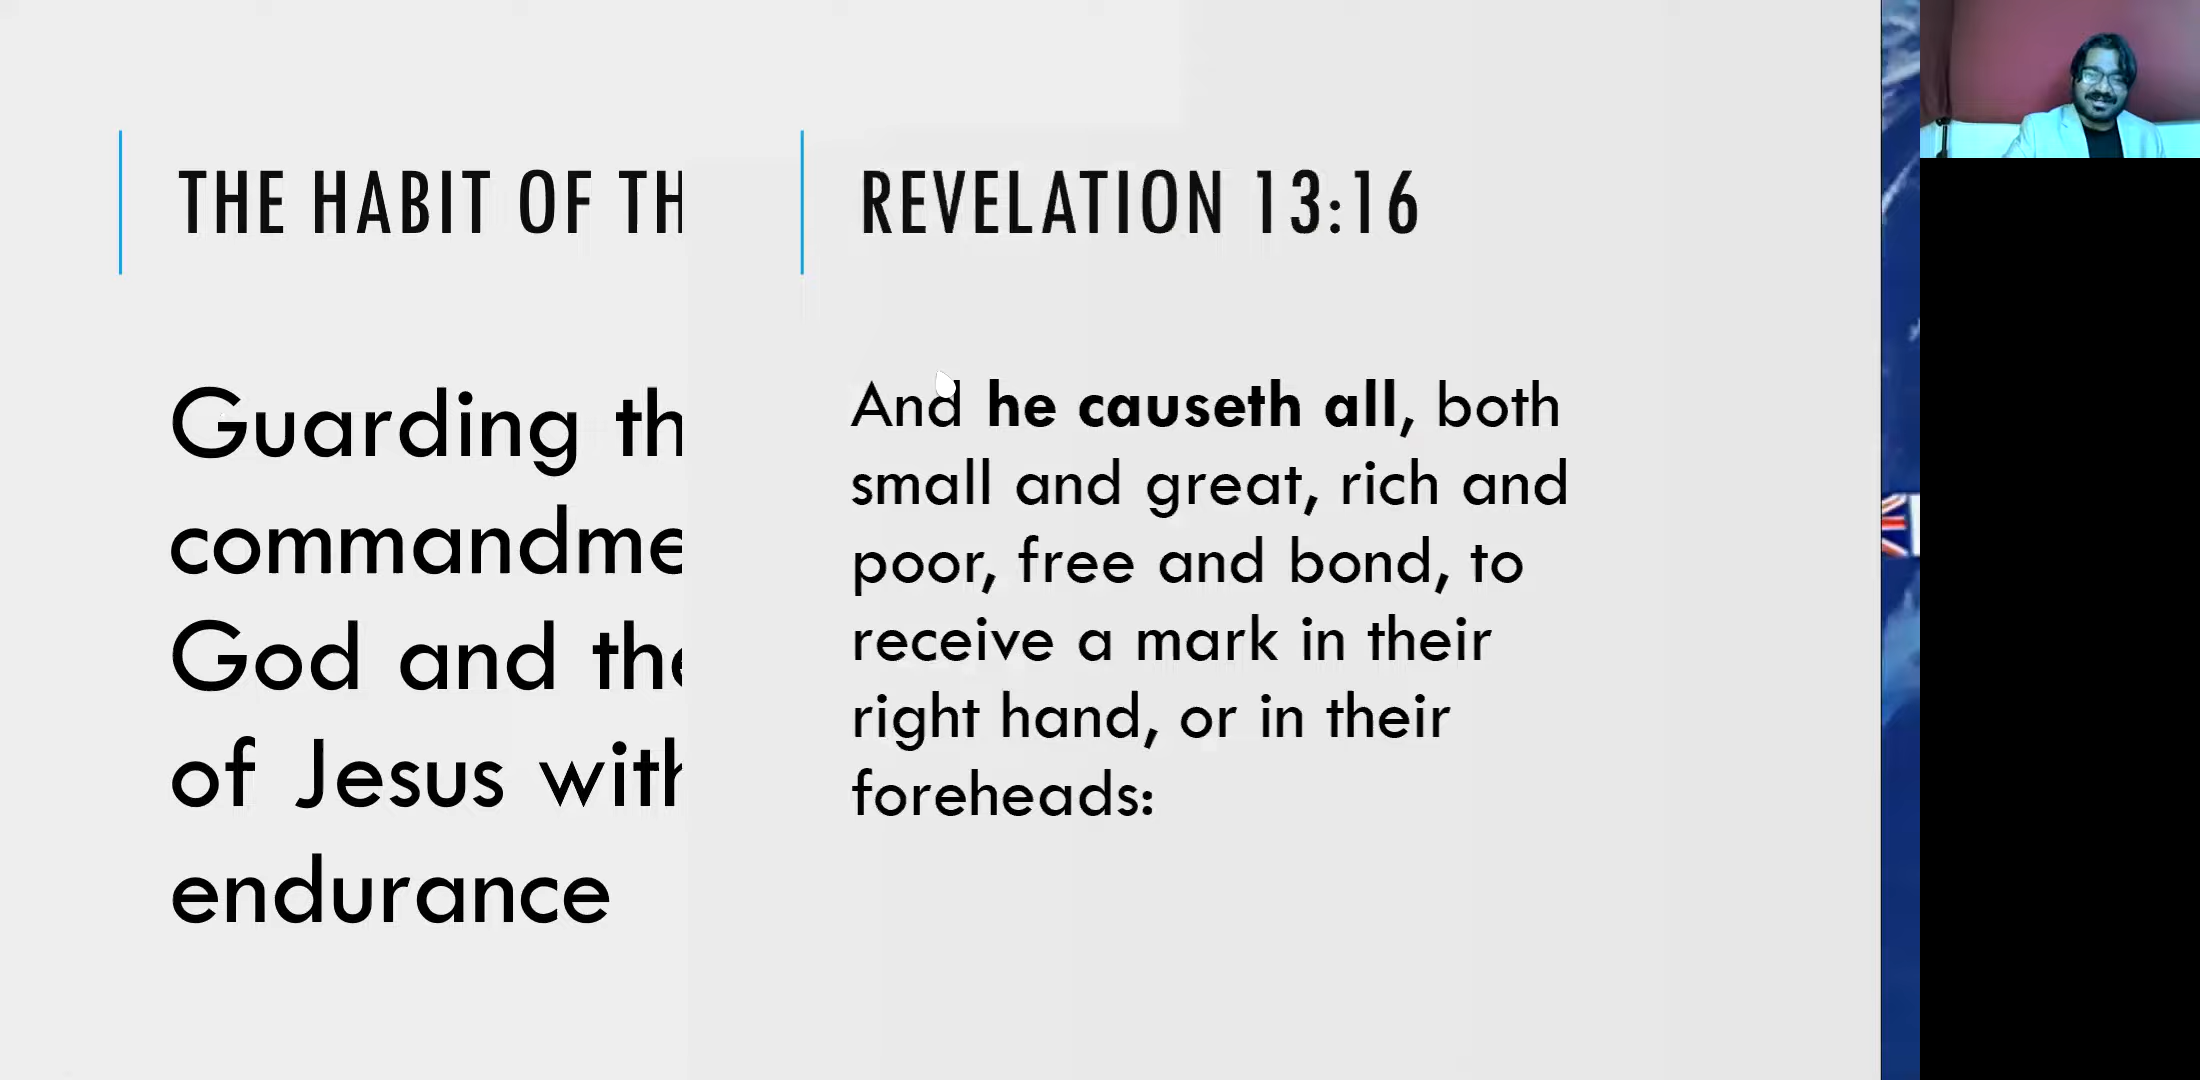 THE HABIT OF TH
Guarding th
commandme
God and the
of Jesus with
endurance
REVELATION 13:16
And he causeth all, both
small and great, rich and
poor, free and bond, to
receive a mark in their
right hand, or in their
foreheads: